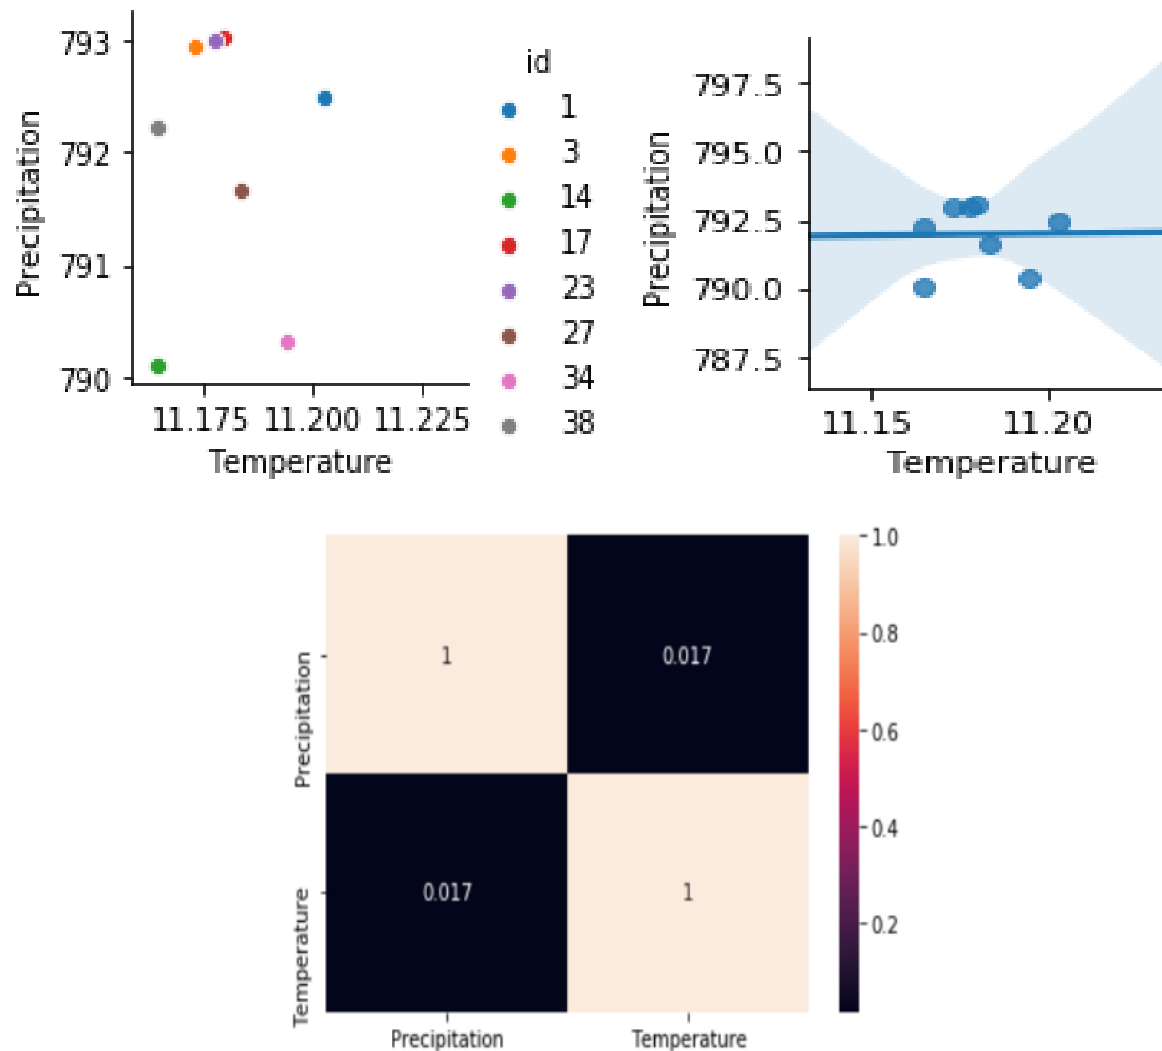 793
792
791
790
Precipitation
11.175 11.200 11.225
Temperature
id
1
3
14
17
23
27
34
38
797.5
795.0
792.5
790.0
787.5
Precipitation
11.15 11.20
Temperature
Precipitation
Temperature
1 0.017
0.017 1
Precipitation Temperature
1.0
0.8
0.6
0.4
0.2